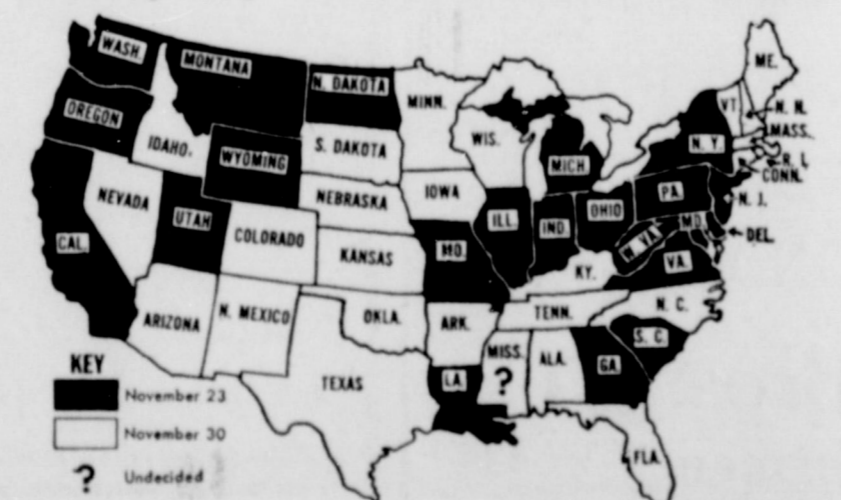 WASH.
MONTANA
N. DAKOTA
MINN.
ME.
VT.
N. N.
MASS.
R. I.
CONN.
OREGON
IDAHO.
WYOMING
S. DAKOTA
WIS.
MICH
N. Y.
NEVADA
UTAH
NEBRASKA
IOWA
ILL.
IND.
OHIO
PA.
N. J.
CAL.
COLORADO
KANSAS
MO.
KY.
W. VA.
MD.
DEL.
VA.
ARIZONA
N. MEXICO
OKLA.
ARK.
TENN.
N. C.
S. C.
TEXAS
LA.
MISS.
?
ALA.
GA.
FLA.
KEY
November 23
November 30
? Undecided